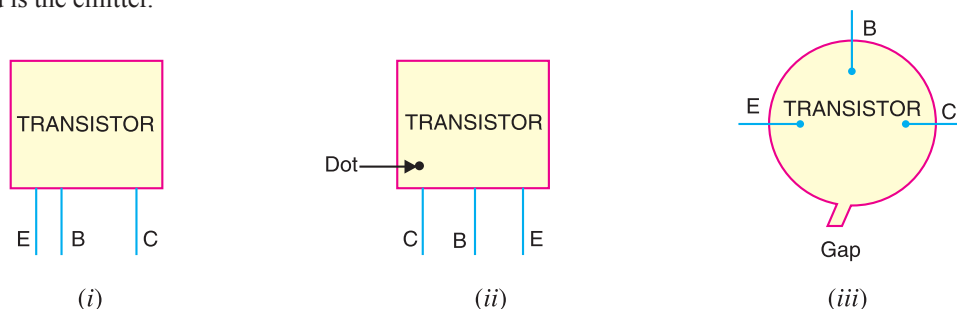 is the emitter.
B
TRANSISTOR
TRANSISTOR
E TRANSISTOR C
Dot
E B C
C B E
Gap
(i) (ii) (iii)